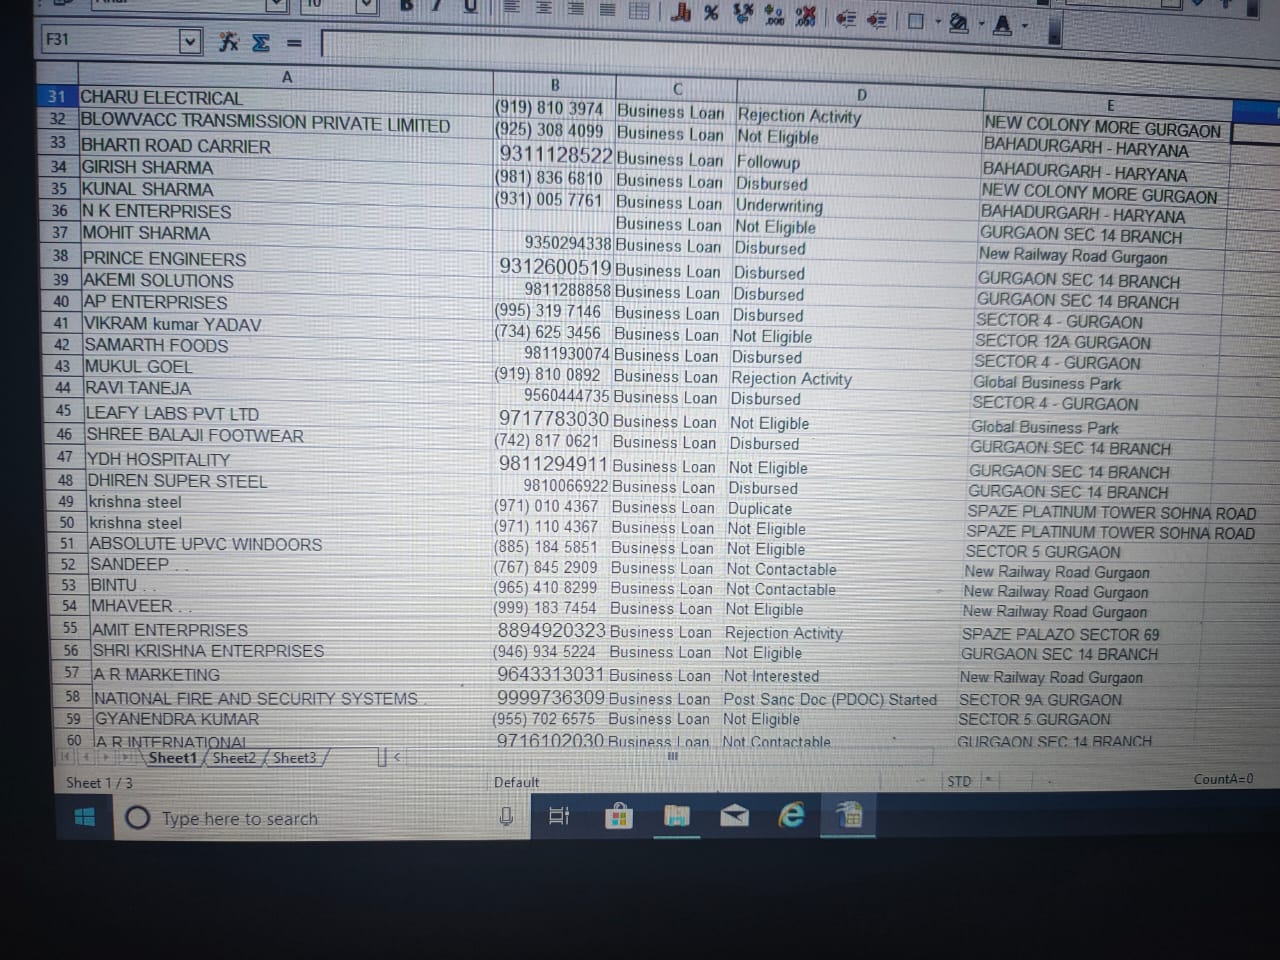 F31
A B C D E
31 CHARU ELECTRICAL (919) 810 3974 Business Loan Rejection Activity NEW COLONY MORE GURGAON
32 BLOWVACC TRANSMISSION PRIVATE LIMITED (925) 308 4099 Business Loan Not Eligible BAHADURGARH - HARYANA
33 BHARTI ROAD CARRIER 9311128522 Business Loan Followup BAHADURGARH - HARYANA
34 GIRISH SHARMA (981) 836 6810 Business Loan Disbursed NEW COLONY MORE GURGAON
35 KUNAL SHARMA (931) 005 7761 Business Loan Underwriting BAHADURGARH - HARYANA
36 N K ENTERPRISES Business Loan Not Eligible GURGAON SEC 14 BRANCH
37 MOHIT SHARMA 9350294338 Business Loan Disbursed New Railway Road Gurgaon
38 PRINCE ENGINEERS 9312600519 Business Loan Disbursed GURGAON SEC 14 BRANCH
39 AKEMI SOLUTIONS 9811288858 Business Loan Disbursed GURGAON SEC 14 BRANCH
40 AP ENTERPRISES (995) 319 7146 Business Loan Disbursed SECTOR 4 - GURGAON
41 VIKRAM kumar YADAV (734) 625 3456 Business Loan Not Eligible SECTOR 12A GURGAON
42 SAMARTH FOODS 9811930074 Business Loan Disbursed SECTOR 4 - GURGAON
43 MUKUL GOEL (919) 810 0892 Business Loan Rejection Activity Global Business Park
44 RAVI TANEJA 9560444735 Business Loan Disbursed SECTOR 4 - GURGAON
45 LEAFY LABS PVT LTD 9717783030 Business Loan Not Eligible Global Business Park
46 SHREE BALAJI FOOTWEAR (742) 817 0621 Business Loan Disbursed GURGAON SEC 14 BRANCH
47 YDH HOSPITALITY 9811294911 Business Loan Not Eligible GURGAON SEC 14 BRANCH
48 DHIREN SUPER STEEL 9810066922 Business Loan Disbursed GURGAON SEC 14 BRANCH
49 krishna steel (971) 010 4367 Business Loan Duplicate SPAZE PLATINUM TOWER SOHNA ROAD
50 krishna steel (971) 110 4367 Business Loan Not Eligible SPAZE PLATINUM TOWER SOHNA ROAD
51 ABSOLUTE UPVC WINDOORS (885) 184 5851 Business Loan Not Eligible SECTOR 5 GURGAON
52 SANDEEP . . (767) 845 2909 Business Loan Not Contactable New Railway Road Gurgaon
53 BINTU . . (965) 410 8299 Business Loan Not Contactable New Railway Road Gurgaon
54 MHAVEER . . (999) 183 7454 Business Loan Not Eligible New Railway Road Gurgaon
55 AMIT ENTERPRISES 8894920323 Business Loan Rejection Activity SPAZE PALAZO SECTOR 69
56 SHRI KRISHNA ENTERPRISES (946) 934 5224 Business Loan Not Eligible GURGAON SEC 14 BRANCH
57 A R MARKETING 9643313031 Business Loan Not Interested New Railway Road Gurgaon
58 NATIONAL FIRE AND SECURITY SYSTEMS . 9999736309 Business Loan Post Sanc Doc (PDOC) Started SECTOR 9A GURGAON
59 GYANENDRA KUMAR (955) 702 6575 Business Loan Not Eligible SECTOR 5 GURGAON
60 A R INTERNATIONAL 9716102030 Business Loan Not Contactable GURGAON SEC 14 BRANCH
Sheet1 Sheet2 Sheet3
Sheet 1 / 3 Default STD * CountA=0
Type here to search